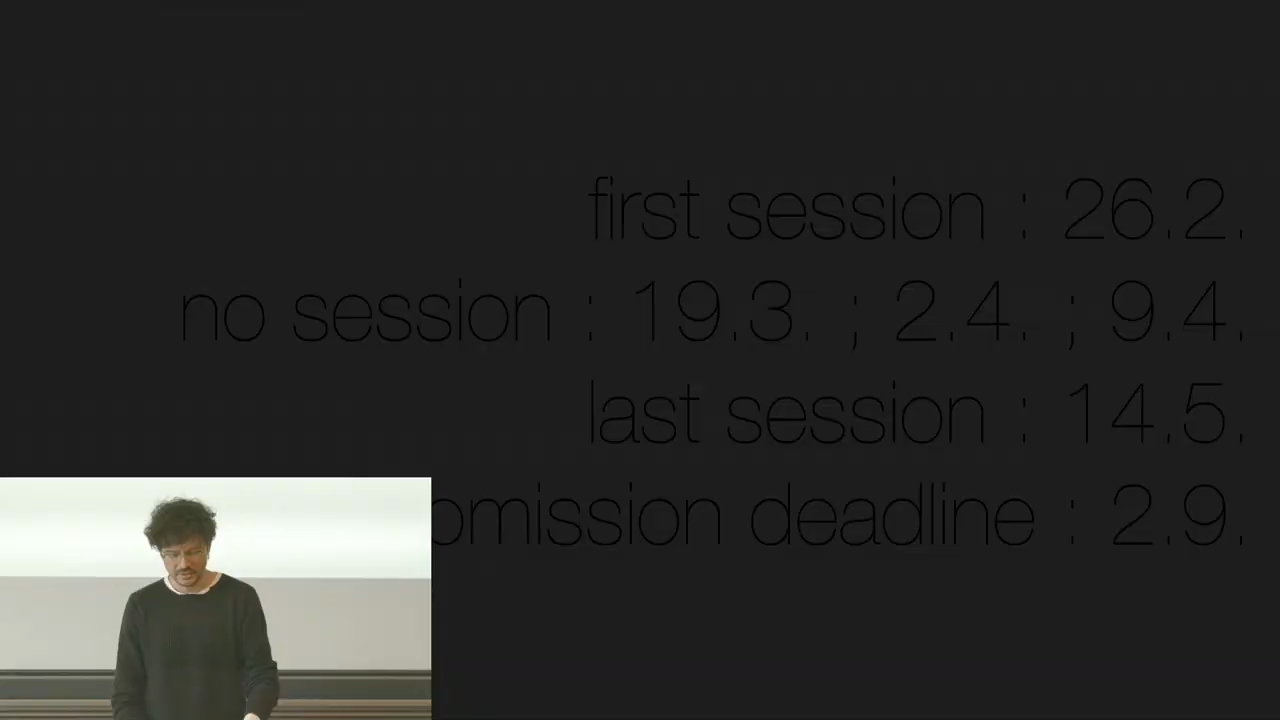 first session : 26.2.
no session : 19.3. ; 2.4. ; 9.4.
last session : 14.5.
deadline : 2.9.